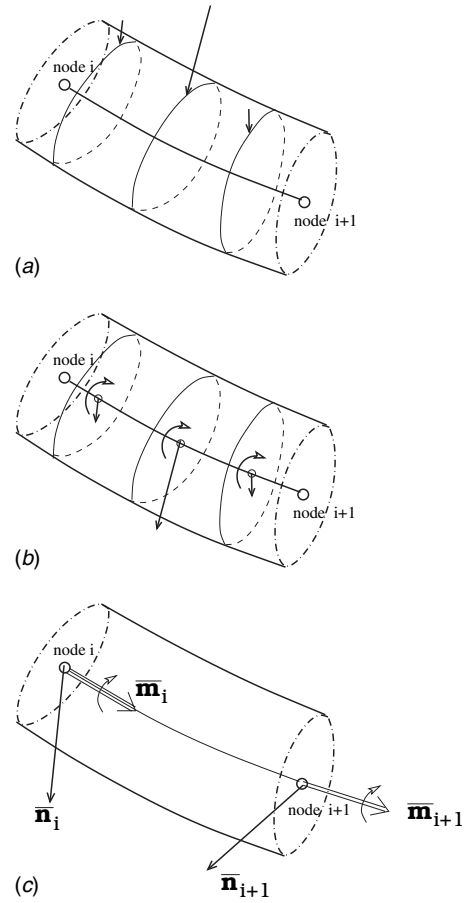 node i
node i+1
(a)
node i
node i+1
(b)
node i
m̅i
n̅i
node i+1
m̅i+1
n̅i+1
(c)